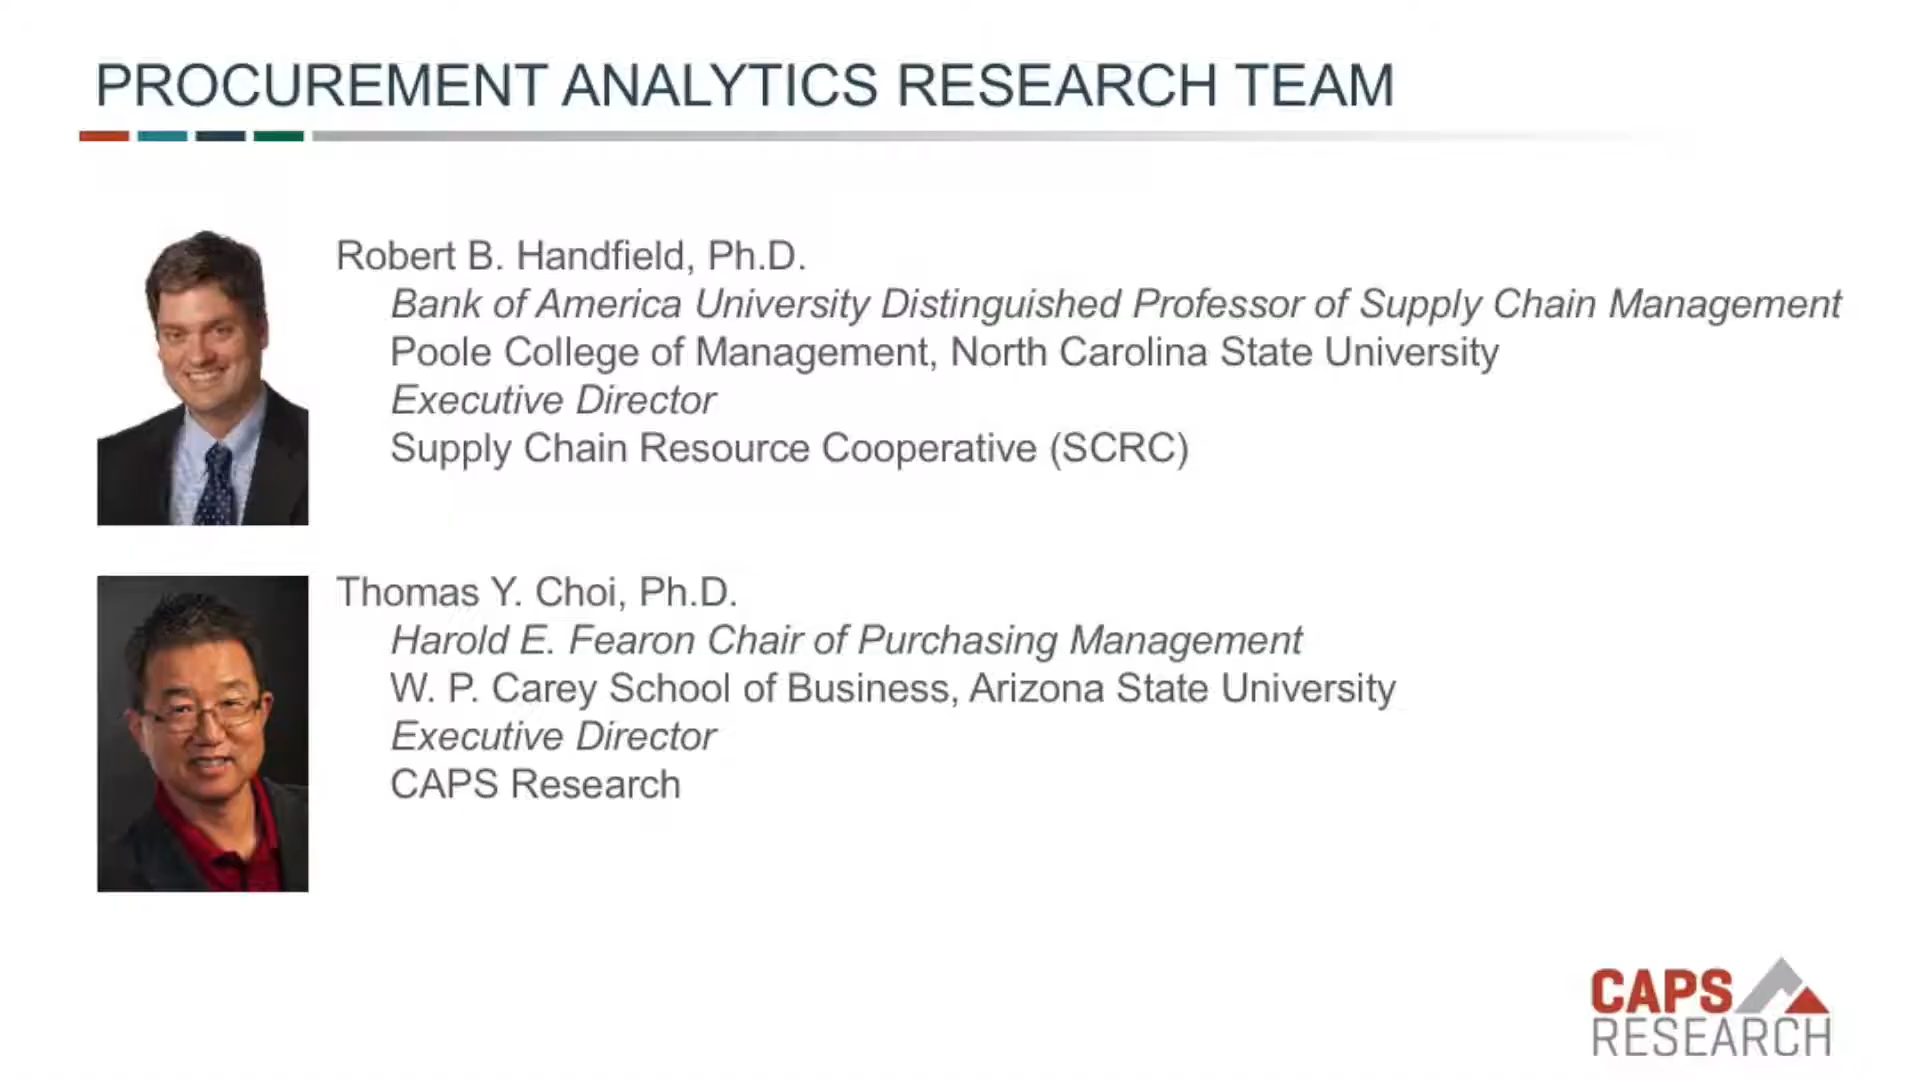 PROCUREMENT ANALYTICS RESEARCH TEAM
Robert B. Handfield, Ph.D.
Bank of America University Distinguished Professor of Supply Chain Management
Poole College of Management, North Carolina State University
Executive Director
Supply Chain Resource Cooperative (SCRC)
Thomas Y. Choi, Ph.D.
Harold E. Fearon Chair of Purchasing Management
W. P. Carey School of Business, Arizona State University
Executive Director
CAPS Research
CAPS
RESEARCH